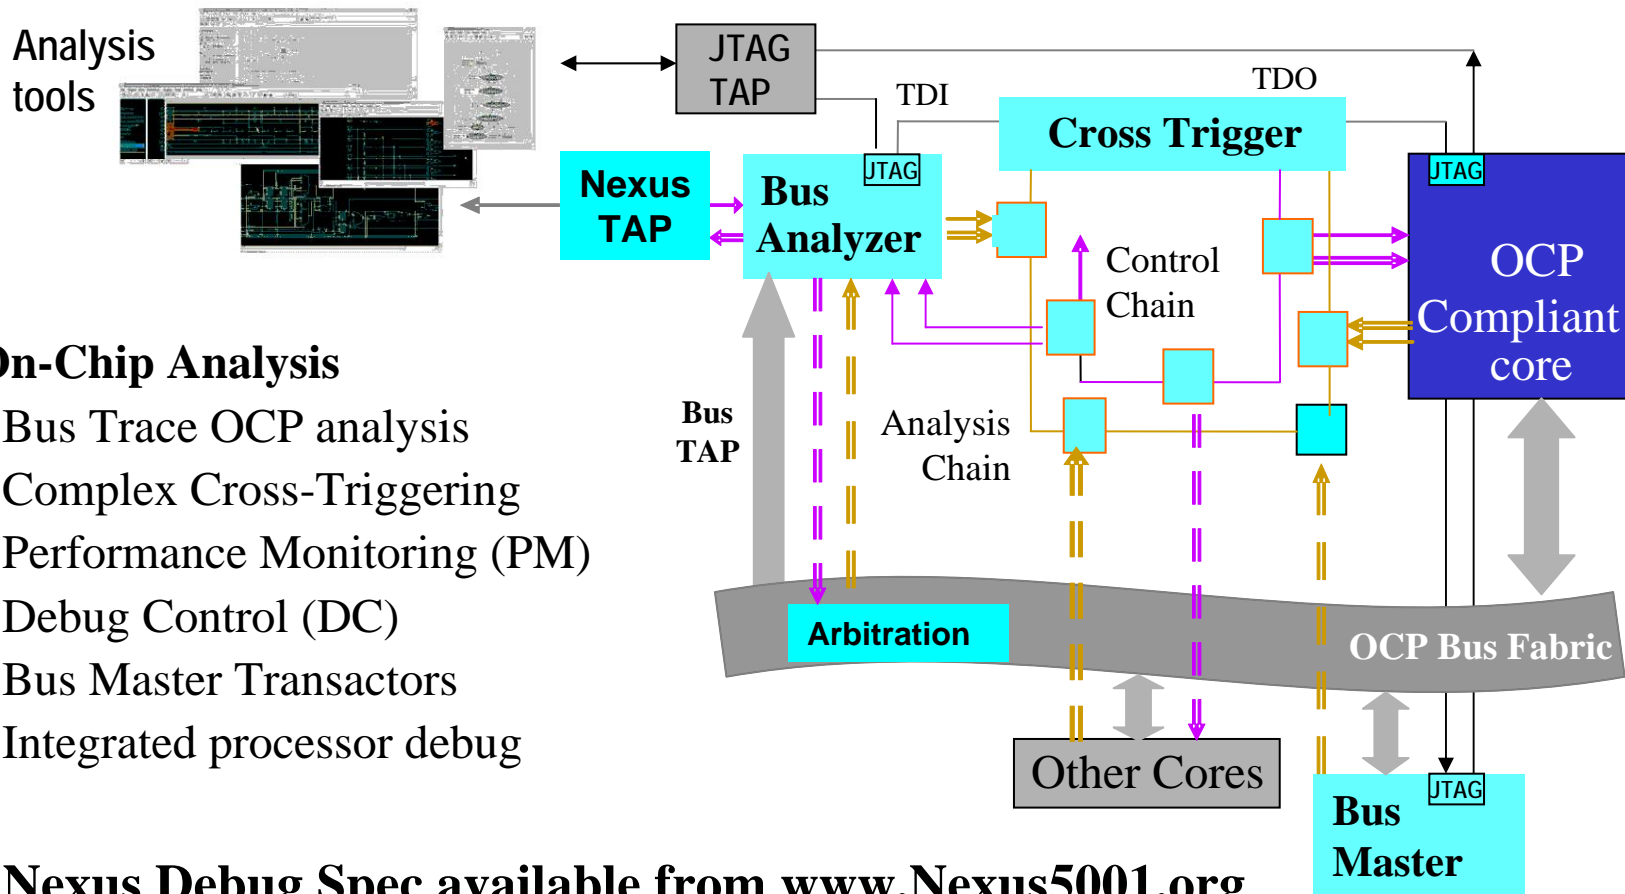 Analysis
tools
JTAG
TAP
TDI
TDO
Cross Trigger
Nexus
TAP
JTAG
Bus
Analyzer
JTAG
OCP
Compliant
core
Control
Chain
On-Chip Analysis
Bus Trace OCP analysis
Complex Cross-Triggering
Performance Monitoring (PM)
Debug Control (DC)
Bus Master Transactors
Integrated processor debug
Bus
TAP
Analysis
Chain
Arbitration
OCP Bus Fabric
Other Cores
JTAG
Bus
Master
Nexus Debug Spec available from www.Nexus5001.org